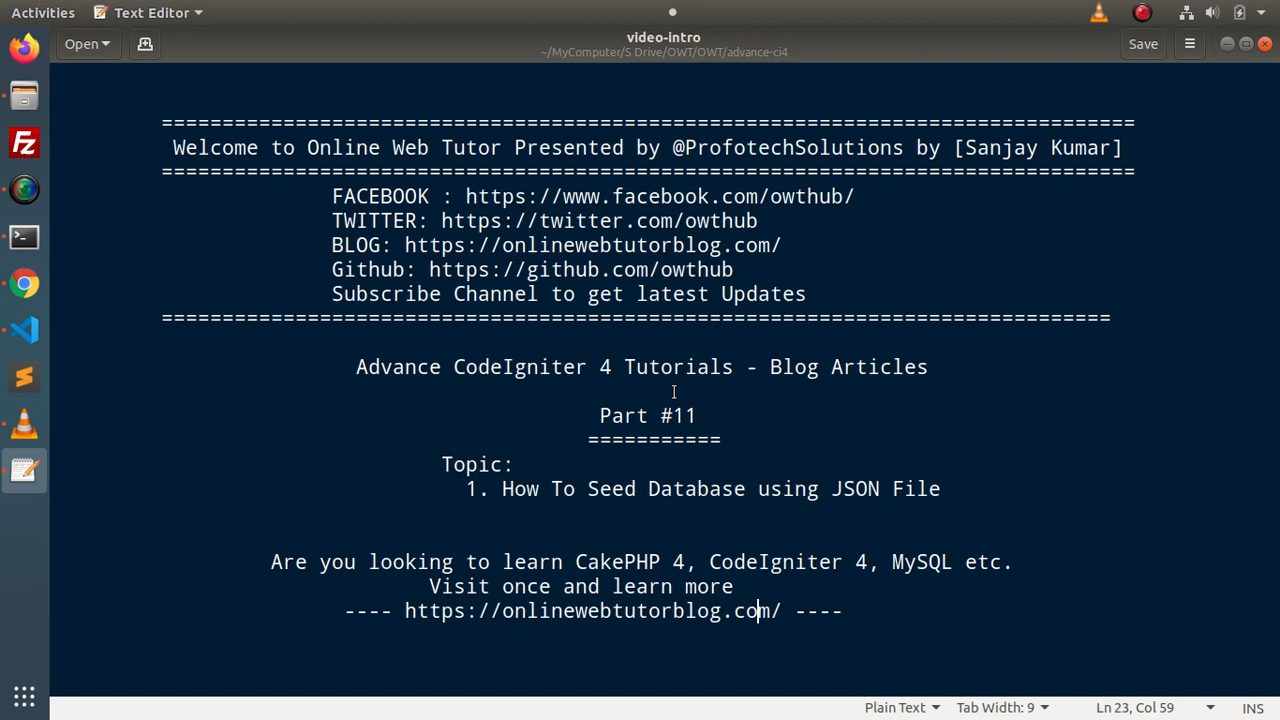 Activities Text Editor
Open video-intro Save
~/MyComputer/S Drive/OWT/OWT/advance-ci4
================================================================================
Welcome to Online Web Tutor Presented by @ProfotechSolutions by [Sanjay Kumar]
================================================================================
FACEBOOK : https://www.facebook.com/owthub/
TWITTER: https://twitter.com/owthub
BLOG: https://onlinewebtutorblog.com/
Github: https://github.com/owthub
Subscribe Channel to get latest Updates
==============================================================================
Advance CodeIgniter 4 Tutorials - Blog Articles
Part #11
===========
Topic:
1. How To Seed Database using JSON File
Are you looking to learn CakePHP 4, CodeIgniter 4, MySQL etc.
Visit once and learn more
---- https://onlinewebtutorblog.com/ ----
Plain Text Tab Width: 9 Ln 23, Col 59 INS